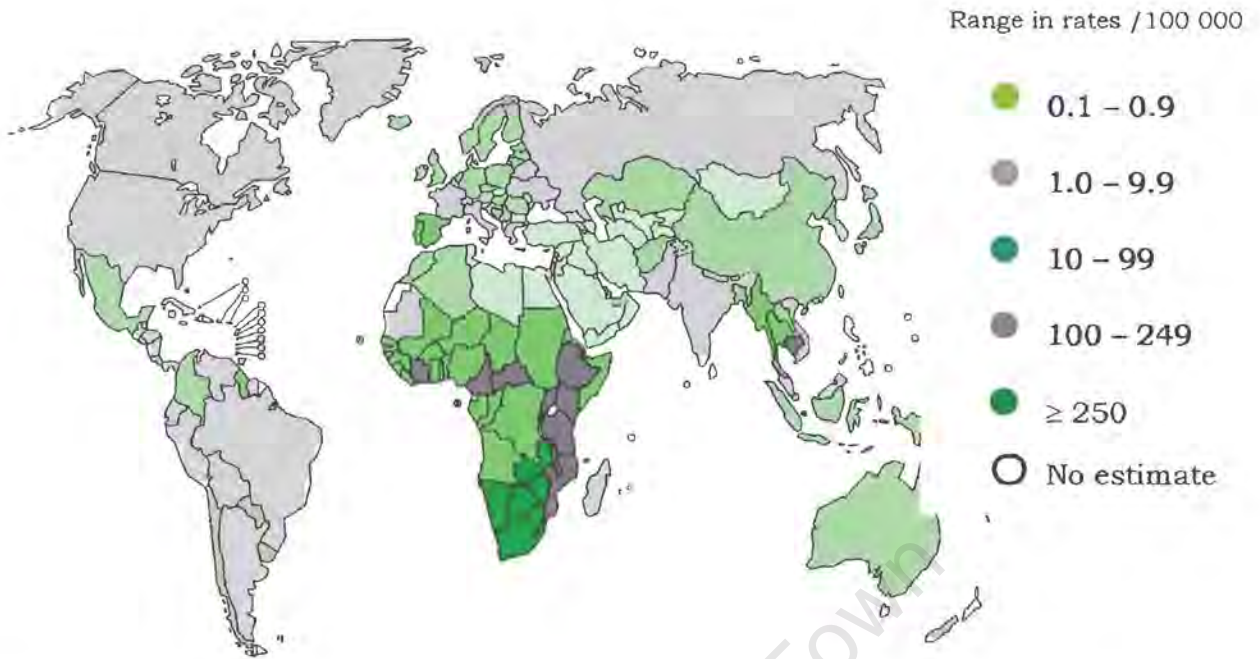 Range in rates /100 000
0.1 – 0.9
1.0 – 9.9
10 – 99
100 – 249
≥ 250
No estimate
Town